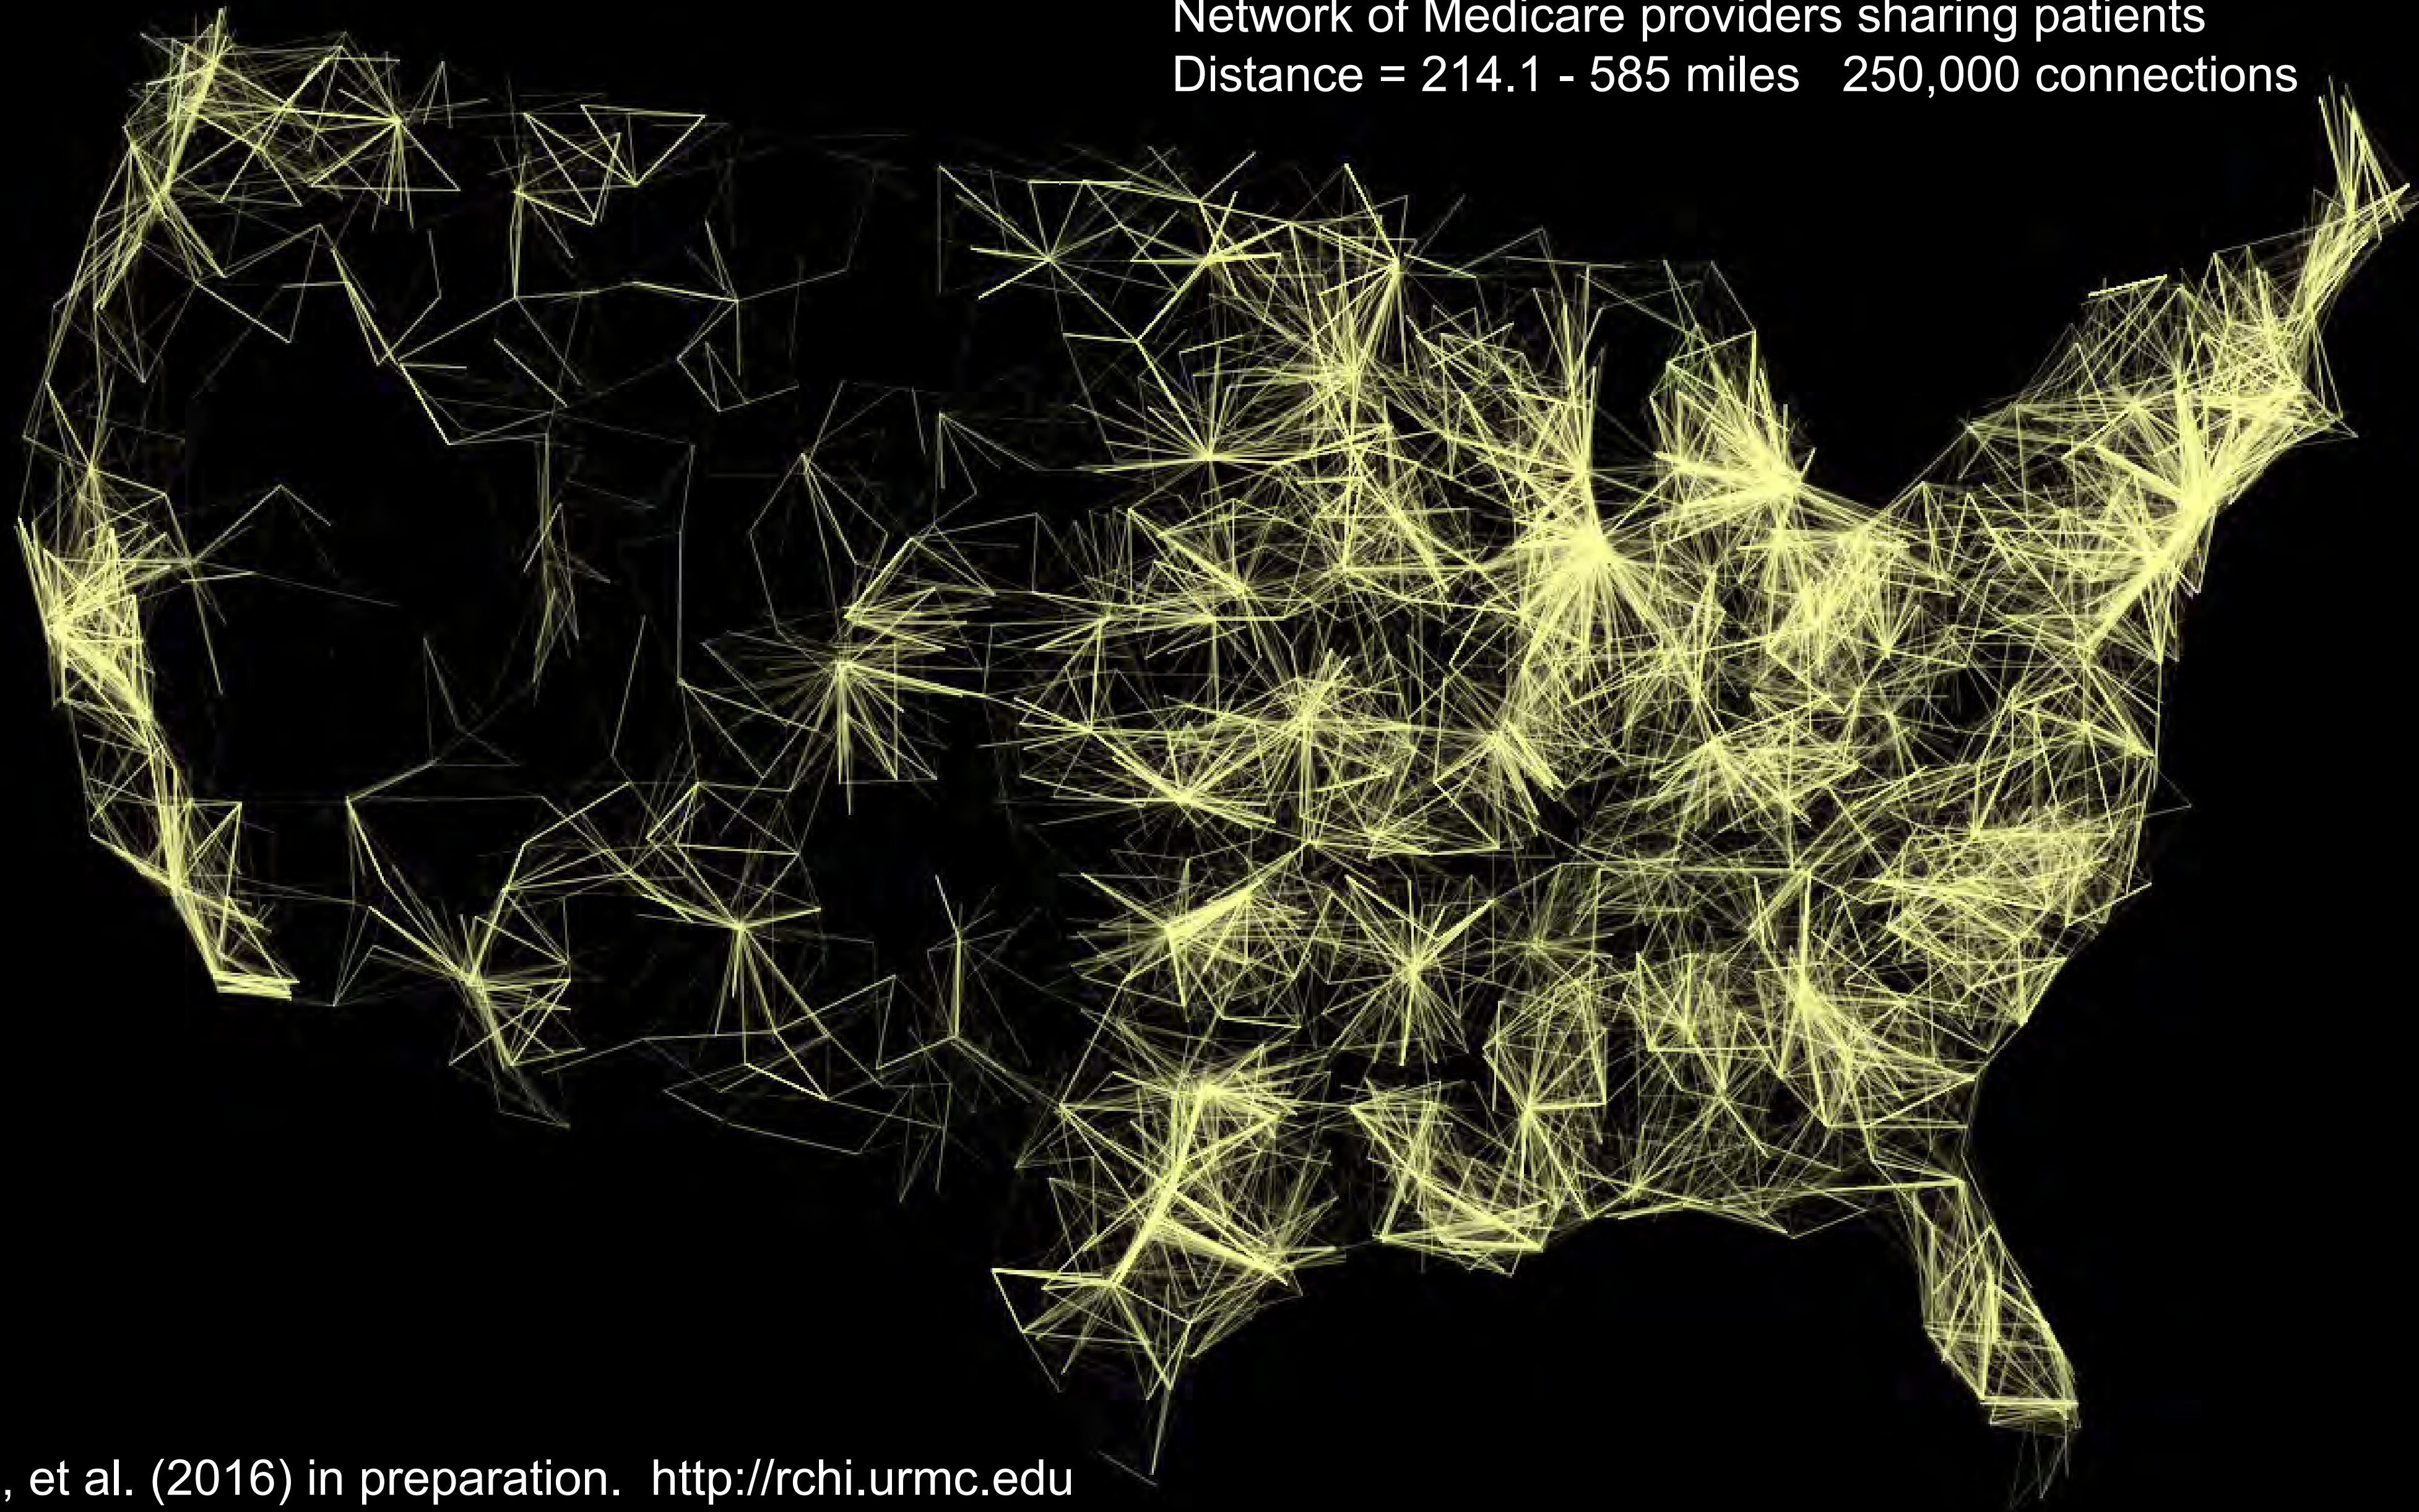 Network of Medicare providers sharing patients
Distance = 214.1 - 585 miles   250,000 connections
, et al. (2016) in preparation.  http://rchi.urmc.edu